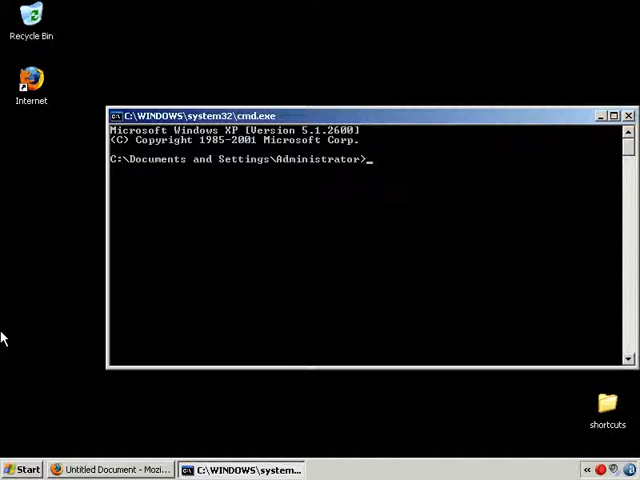 Recycle Bin
Internet
C:\WINDOWS\system32\cmd.exe
Microsoft Windows XP [Version 5.1.2600]
(C) Copyright 1985-2001 Microsoft Corp.
C:\Documents and Settings\Administrator>_
shortcuts
Start
Untitled Document - Mozi...
C:\WINDOWS\system...